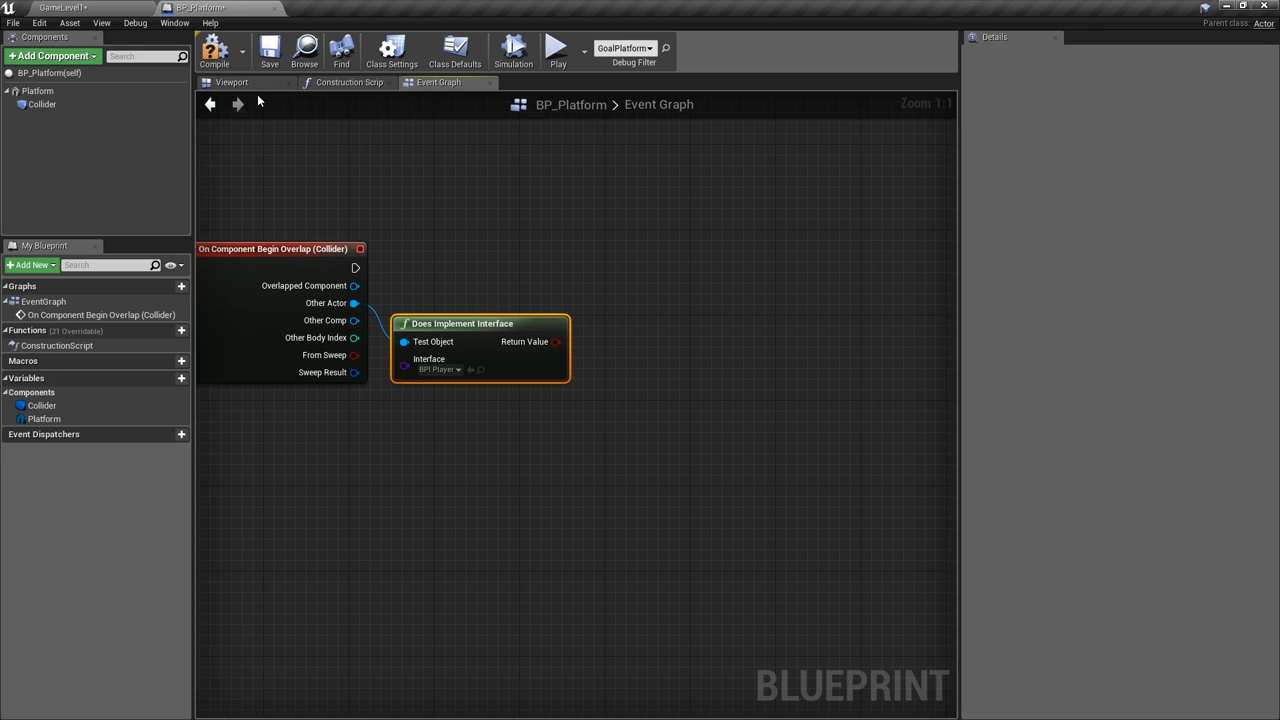 GameLevel1*
BP_Platform*
File Edit Asset View Debug Window Help
Parent class: Actor
Components
+Add Component
Search
BP_Platform(self)
Platform
Collider
Compile
Save
Browse
Find
Class Settings
Class Defaults
Simulation
Play
GoalPlatform
Debug Filter
Viewport
Construction Scrip
Event Graph
BP_Platform > Event Graph
Zoom 1:1
Details
My Blueprint
+Add New
Search
Graphs
EventGraph
On Component Begin Overlap (Collider)
Functions (21 Overridable)
ConstructionScript
Macros
Variables
Components
Collider
Platform
Event Dispatchers
On Component Begin Overlap (Collider)
Overlapped Component
Other Actor
Other Comp
Other Body Index
From Sweep
Sweep Result
f Does Implement Interface
Test Object Return Value
Interface
BPI Player
BLUEPRINT